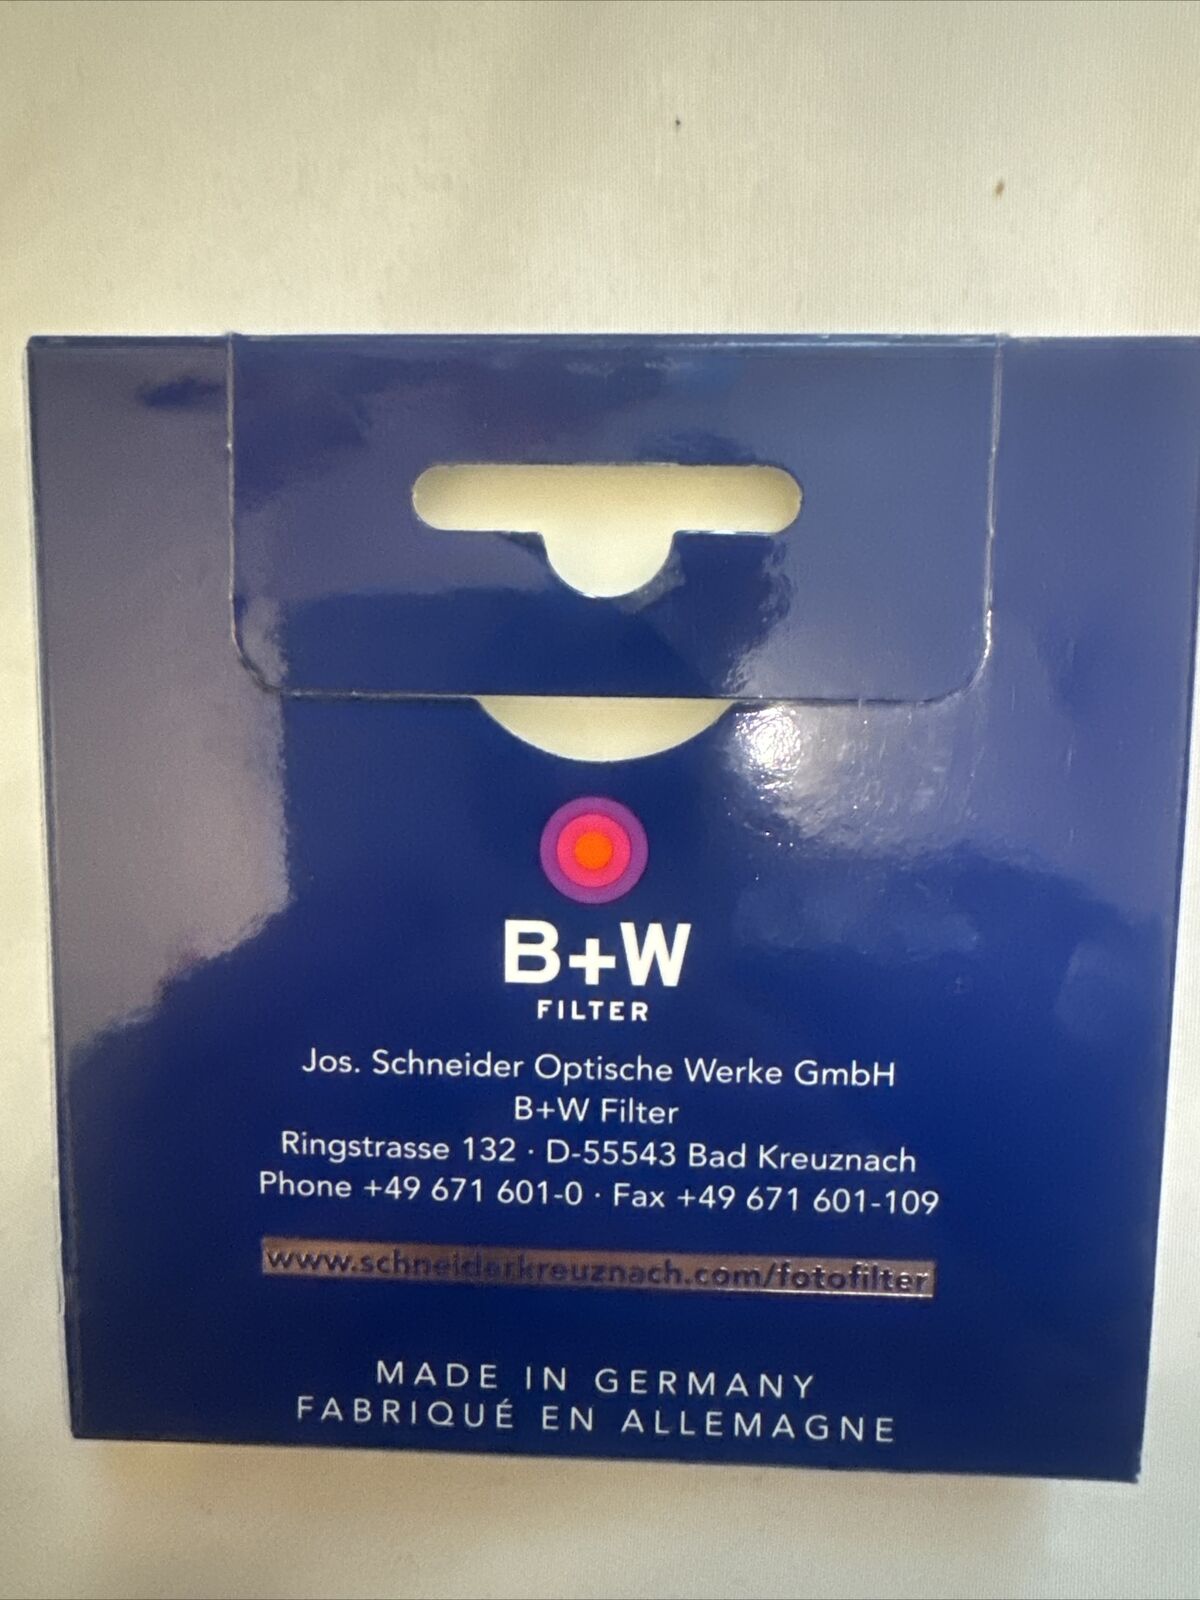 B+W
FILTER
Jos. Schneider Optische Werke GmbH
B+W Filter
Ringstrasse 132 · D-55543 Bad Kreuznach
Phone +49 671 601-0 · Fax +49 671 601-109
www.schneiderkreuznach.com/fotofilter
MADE IN GERMANY
FABRIQUÉ EN ALLEMAGNE